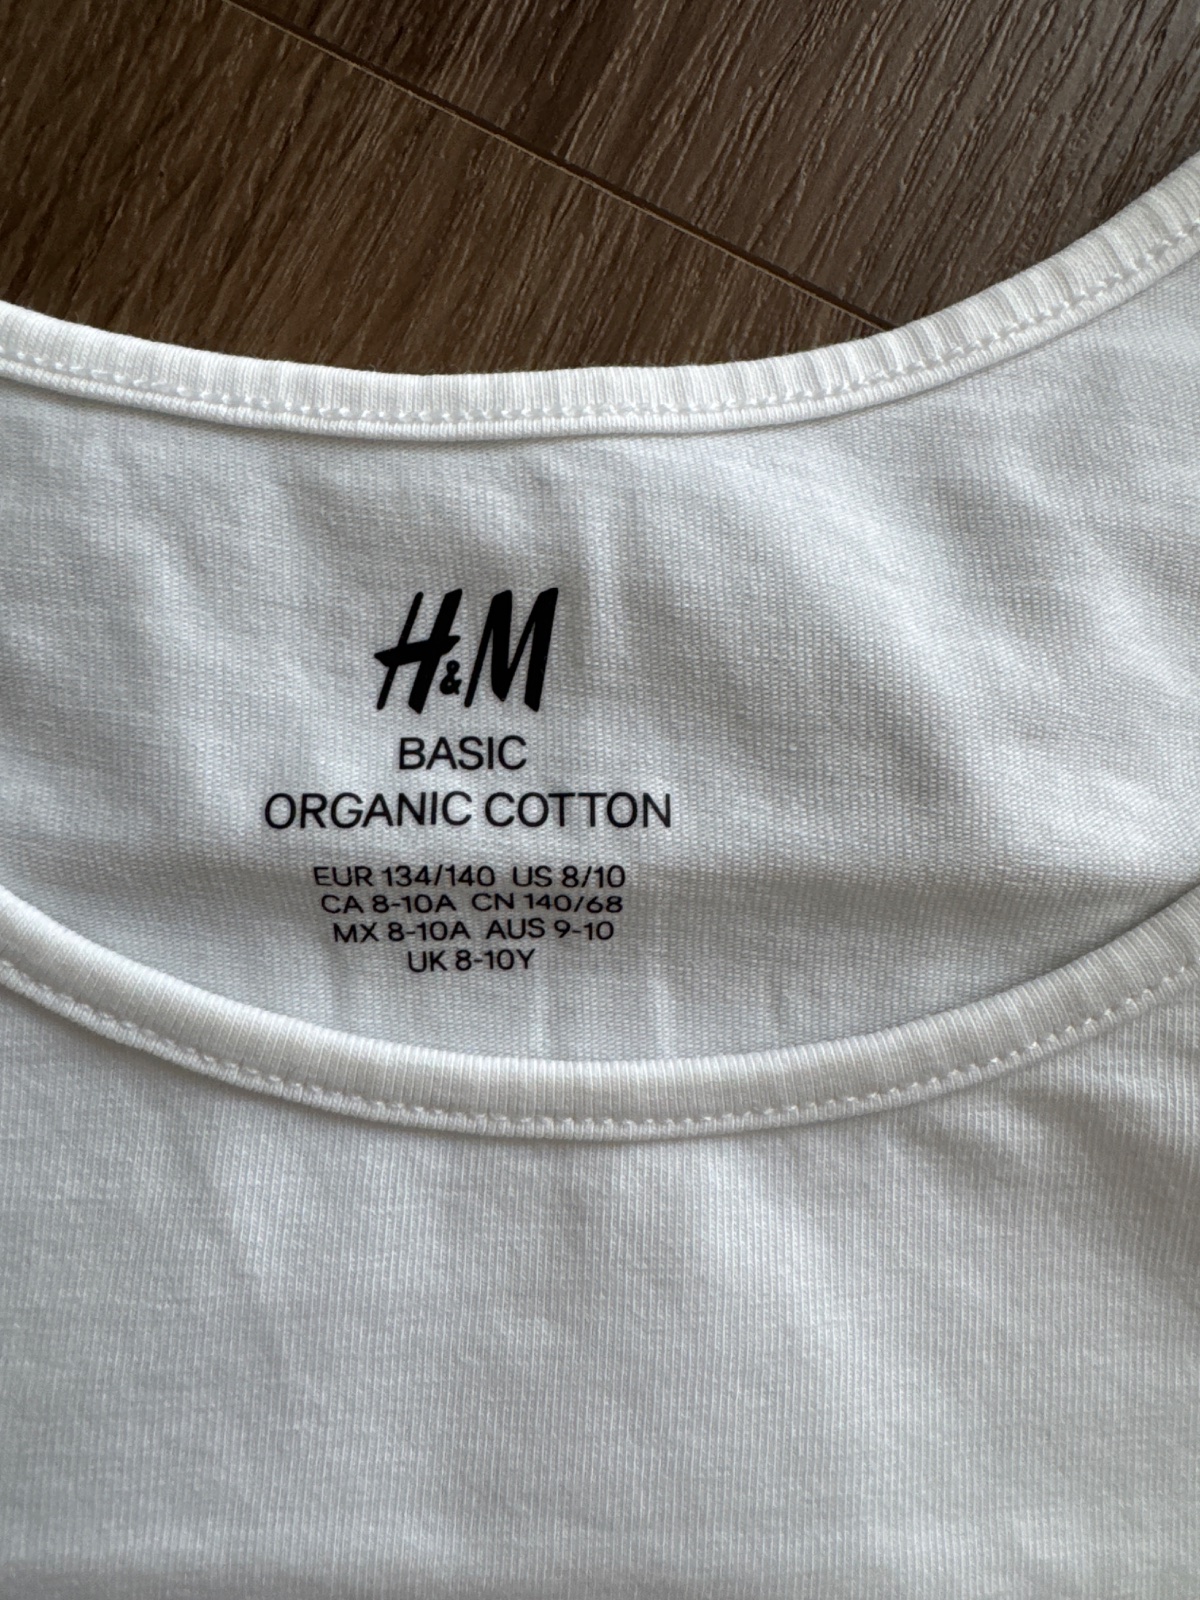 H&M
BASIC
ORGANIC COTTON
EUR 134/140 US 8/10
CA 8-10A CN 140/68
MX 8-10A AUS 9-10
UK 8-10Y